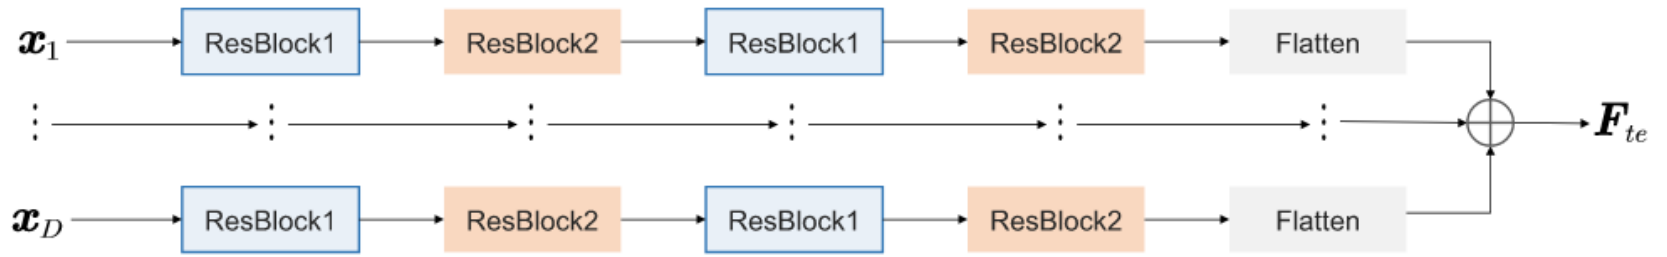 x1 ResBlock1 ResBlock2 ResBlock1 ResBlock2 Flatten
⋮ ⋮ ⋮ ⋮ ⋮ ⋮ Fte
xD ResBlock1 ResBlock2 ResBlock1 ResBlock2 Flatten